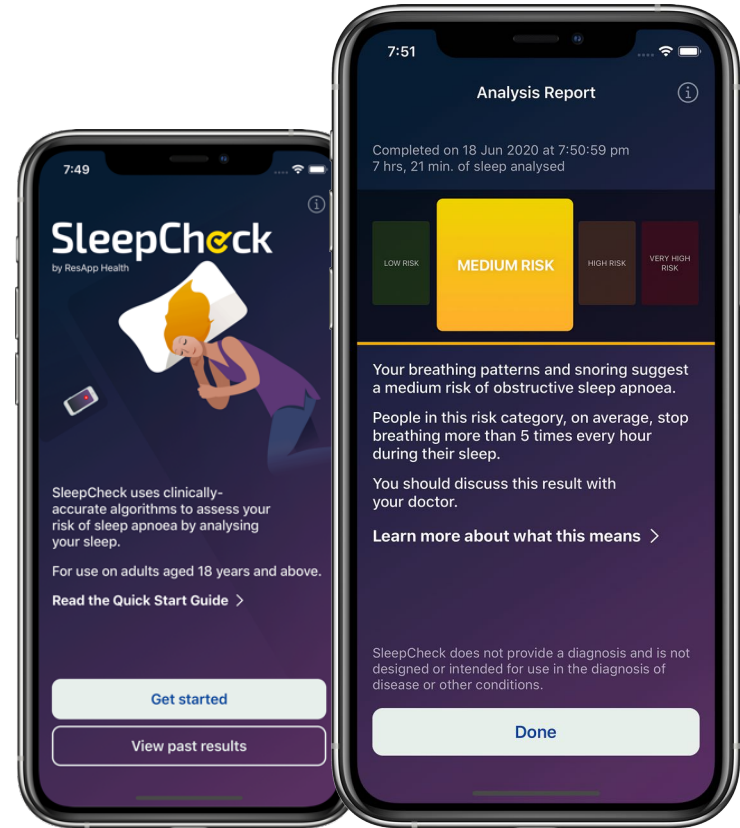 7:49
SleepCheck
by ResApp Health
SleepCheck uses clinically-
accurate algorithms to assess your
risk of sleep apnoea by analysing
your sleep.
For use on adults aged 18 years and above.
Read the Quick Start Guide >
Get started
View past results
7:51
Analysis Report
Completed on 18 Jun 2020 at 7:50:59 pm
7 hrs, 21 min. of sleep analysed
LOW RISK
MEDIUM RISK
HIGH RISK
VERY HIGH
RISK
Your breathing patterns and snoring suggest
a medium risk of obstructive sleep apnoea.
People in this risk category, on average, stop
breathing more than 5 times every hour
during their sleep.
You should discuss this result with
your doctor.
Learn more about what this means >
SleepCheck does not provide a diagnosis and is not
designed or intended for use in the diagnosis of
disease or other conditions.
Done